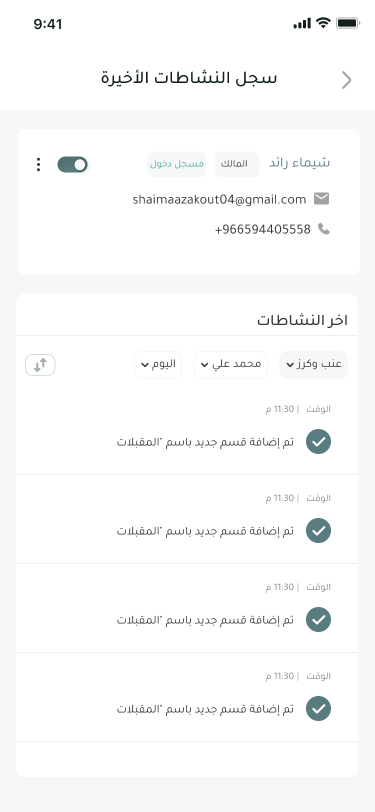 9:41
سجل النشاطات الأخيرة
شيماء رائد المالك مسجل دخول
shaimaazakout04@gmail.com
+966594405558
اخر النشاطات
عنب وكرز محمد علي اليوم
الوقت | 11:30 م
تم إضافة قسم جديد باسم "المقبلات
الوقت | 11:30 م
تم إضافة قسم جديد باسم "المقبلات
الوقت | 11:30 م
تم إضافة قسم جديد باسم "المقبلات
الوقت | 11:30 م
تم إضافة قسم جديد باسم "المقبلات